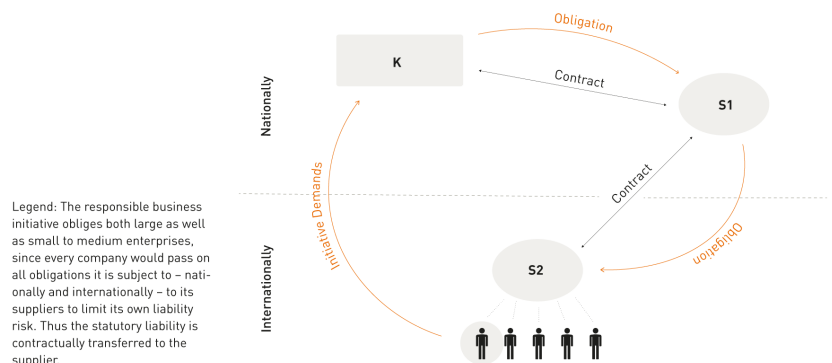 Obligation
K
Contract
S1
Nationally
Contract
Legend: The responsible business
initiative obliges both large as well
as small to medium enterprises,
since every company would pass on
all obligations it is subject to – nati-
onally and internationally – to its
suppliers to limit its own liability
risk. Thus the statutory liability is
contractually transferred to the
supplier
Initiative Demands
Obligation
Internationally
S2